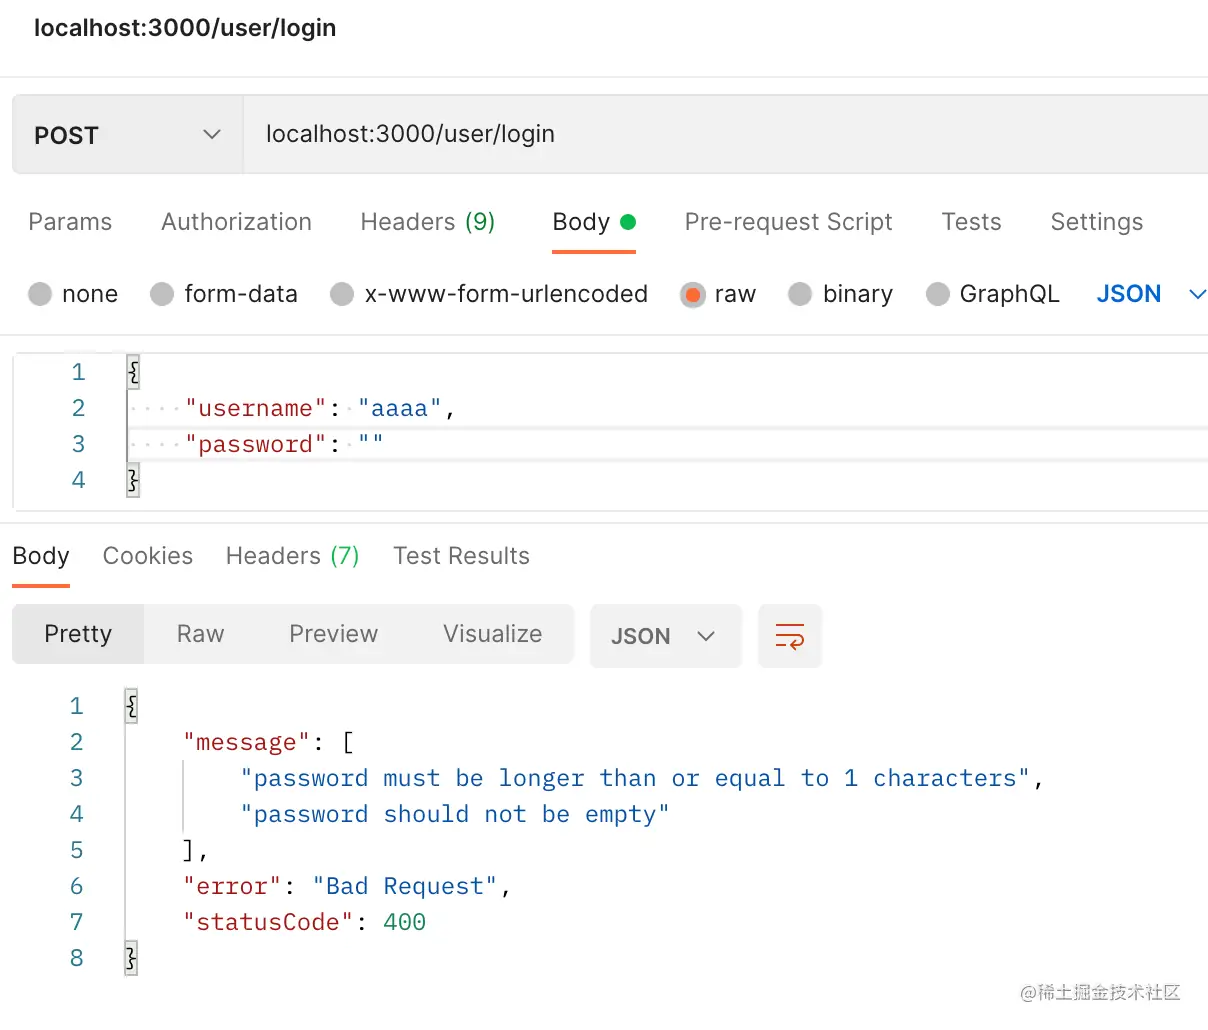 localhost:3000/user/login
POST localhost:3000/user/login
Params Authorization Headers (9) Body Pre-request Script Tests Settings
none form-data x-www-form-urlencoded raw binary GraphQL JSON
1 {
2 ····"username":·"aaaa",
3 ····"password":·""
4 }
Body Cookies Headers (7) Test Results
Pretty Raw Preview Visualize JSON
1 {
2 "message": [
3 "password must be longer than or equal to 1 characters",
4 "password should not be empty"
5 ],
6 "error": "Bad Request",
7 "statusCode": 400
8 }
@稀土掘金技术社区